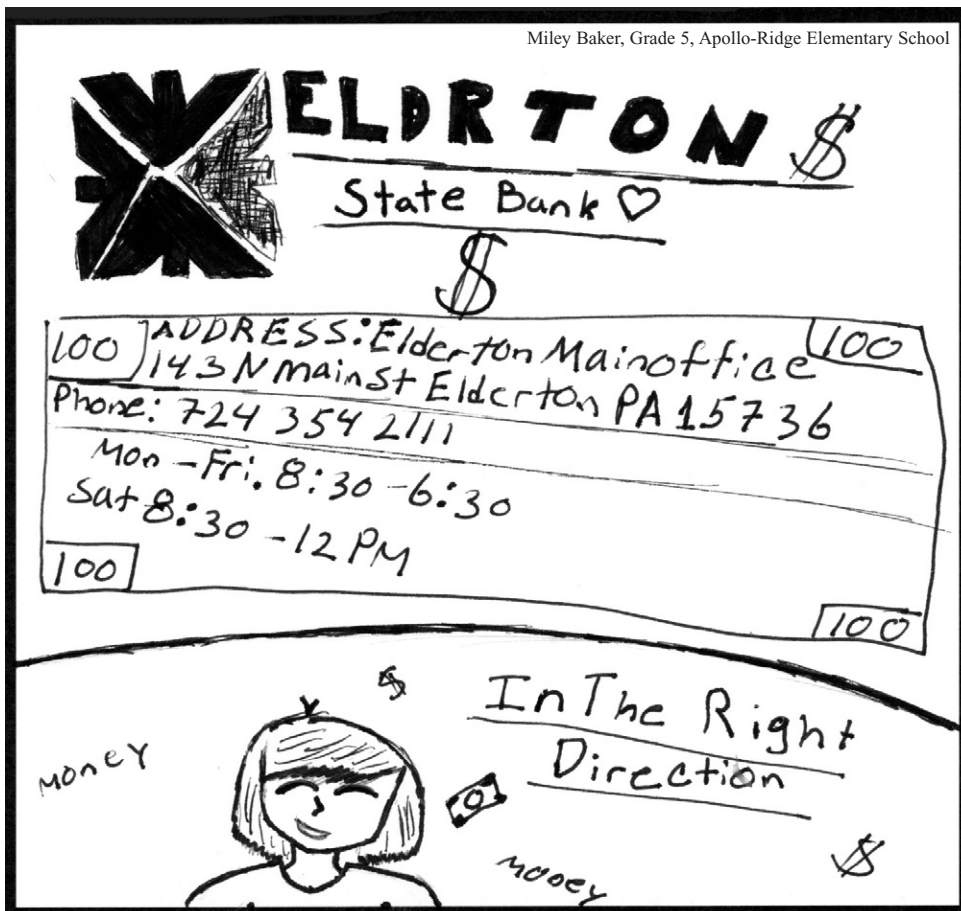 Miley Baker, Grade 5, Apollo-Ridge Elementary School
ELDRTON $
State Bank ♡
$
100 ADDRESS: Elderton Mainoffice 100
143 N mainSt Elderton PA 15736
Phone: 724 354 2111
Mon-Fri. 8:30-6:30
Sat 8:30-12 PM
100
100
$
In The Right
Direction
Money
Mooey
$